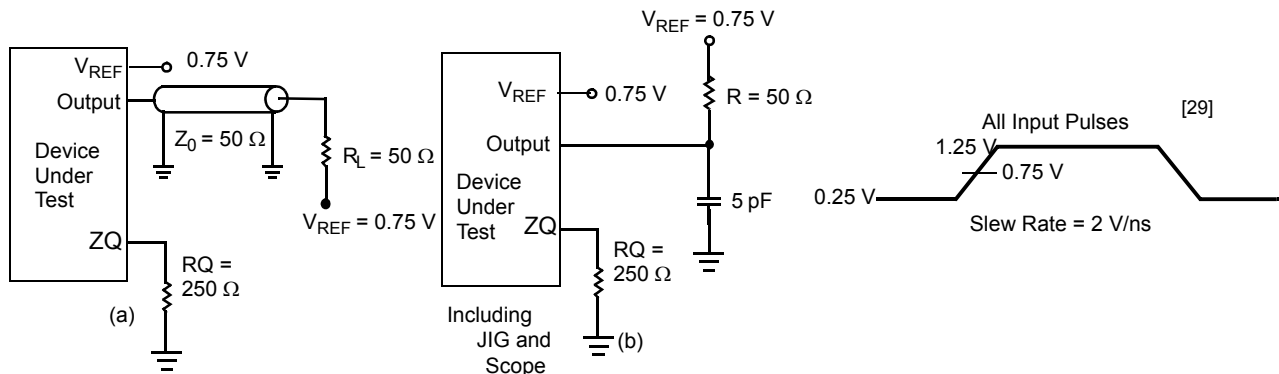 V_REF
0.75 V
Output
Z_0 = 50 Ω
Device
Under
Test
R_L = 50 Ω
V_REF = 0.75 V
ZQ
RQ =
250 Ω
(a)
V_REF = 0.75 V
V_REF
0.75 V
R = 50 Ω
Output
Device
Under
Test
5 pF
ZQ
RQ =
250 Ω
Including
JIG and
Scope
(b)
[29]
All Input Pulses
1.25 V
0.75 V
0.25 V
Slew Rate = 2 V/ns